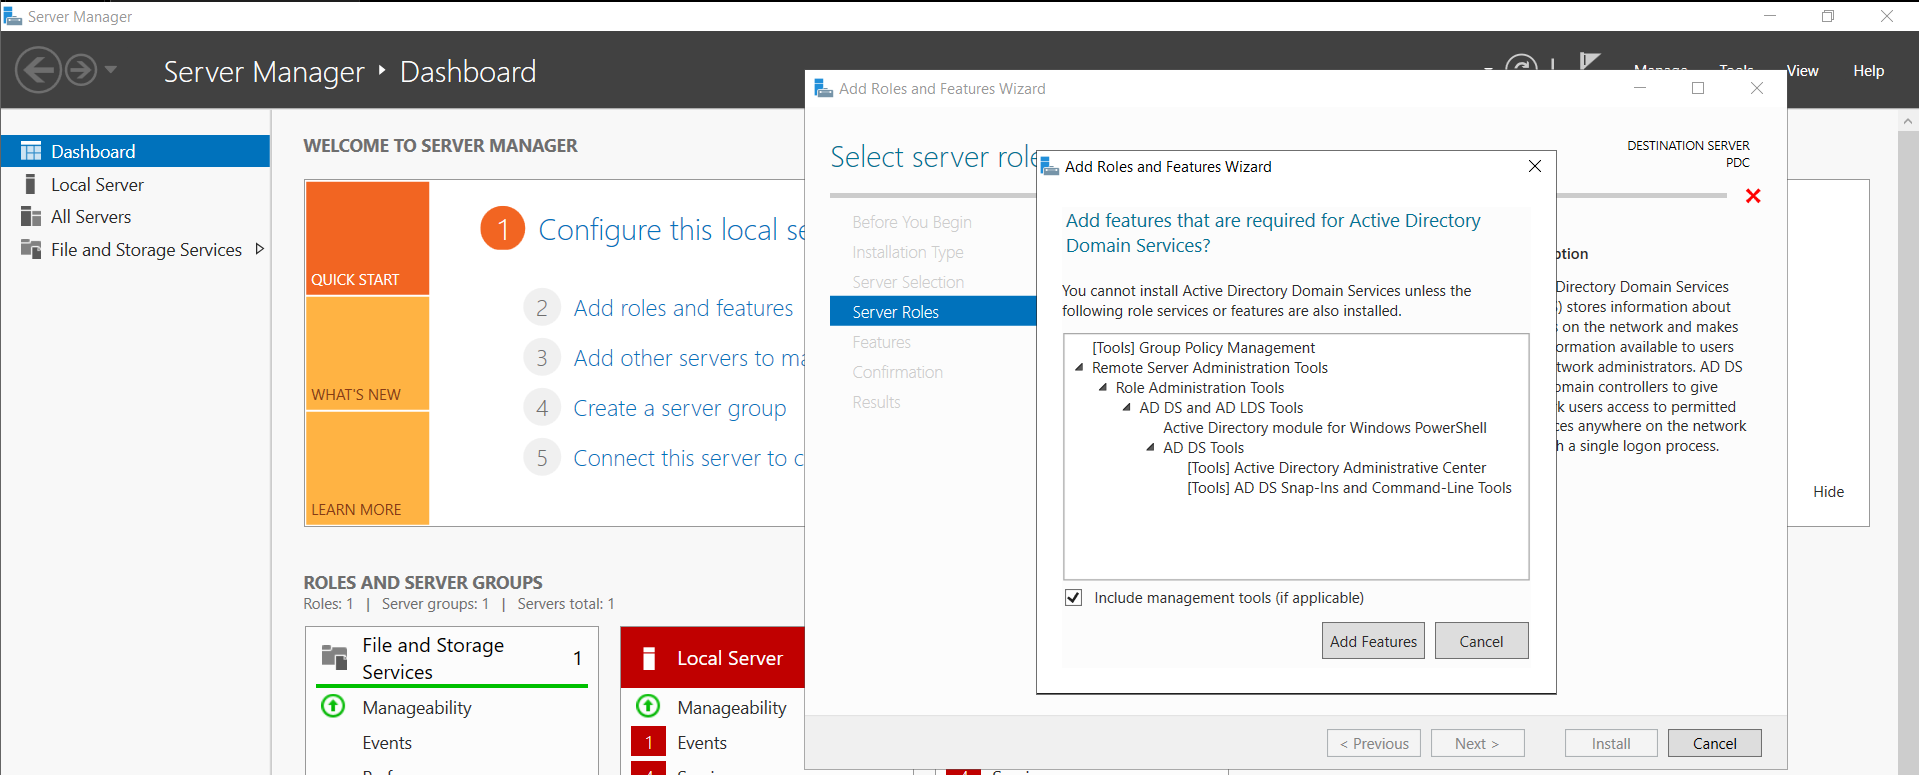 Server Manager
Server Manager ‣ Dashboard
Manage Tools View Help
Dashboard
Local Server
All Servers
File and Storage Services
WELCOME TO SERVER MANAGER
QUICK START
WHAT'S NEW
LEARN MORE
1 Configure this local se
2 Add roles and features
3 Add other servers to ma
4 Create a server group
5 Connect this server to c
Hide
ROLES AND SERVER GROUPS
Roles: 1 | Server groups: 1 | Servers total: 1
File and Storage
Services
1
Manageability
Events
Local Server
Manageability
1 Events
Add Roles and Features Wizard
Select server role
DESTINATION SERVER
PDC
Before You Begin
Installation Type
Server Selection
Server Roles
Features
Confirmation
Results
ption
Directory Domain Services
) stores information about
s on the network and makes
ormation available to users
twork administrators. AD DS
omain controllers to give
k users access to permitted
ces anywhere on the network
h a single logon process.
< Previous
Next >
Install
Cancel
Add Roles and Features Wizard
Add features that are required for Active Directory
Domain Services?
You cannot install Active Directory Domain Services unless the
following role services or features are also installed.
[Tools] Group Policy Management
Remote Server Administration Tools
Role Administration Tools
AD DS and AD LDS Tools
Active Directory module for Windows PowerShell
AD DS Tools
[Tools] Active Directory Administrative Center
[Tools] AD DS Snap-Ins and Command-Line Tools
Include management tools (if applicable)
Add Features
Cancel